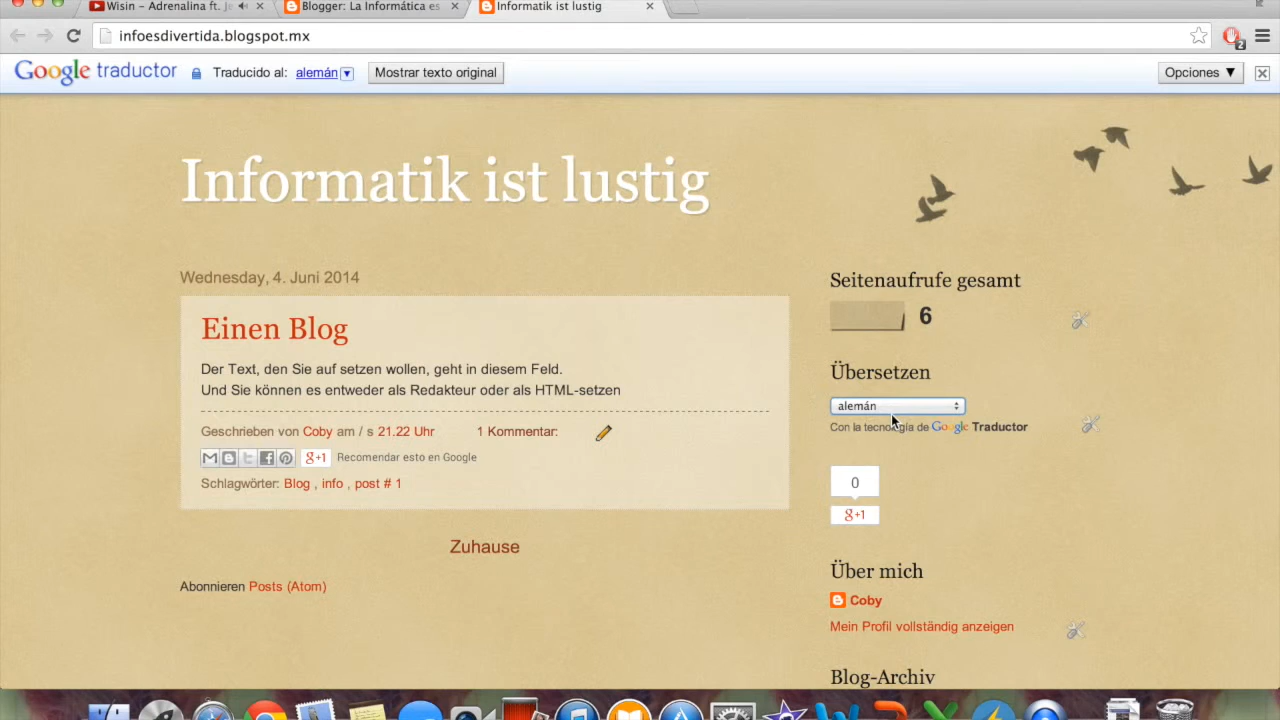 Wisin - Adrenalina ft. Je
Blogger: La Informática es
Informatik ist lustig
infoesdivertida.blogspot.mx
2
Google traductor Traducido al: alemán Mostrar texto original Opciones ▼
Informatik ist lustig
Wednesday, 4. Juni 2014
Einen Blog
Der Text, den Sie auf setzen wollen, geht in diesem Feld.
Und Sie können es entweder als Redakteur oder als HTML-setzen
Geschrieben von Coby am / s 21.22 Uhr 1 Kommentar:
g+1 Recomendar esto en Google
Schlagwörter: Blog , info , post # 1
Zuhause
Abonnieren Posts (Atom)
Seitenaufrufe gesamt
6
Übersetzen
alemán
Con la tecnología de Google Traductor
0
g+1
Über mich
Coby
Mein Profil vollständig anzeigen
Blog-Archiv